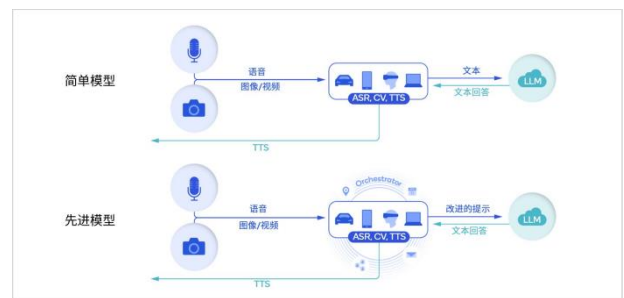 简单模型
语音
图像/视频
ASR, CV, TTS
文本
文本回答
LLM
TTS
先进模型
语音
图像/视频
Orchestrator
ASR, CV, TTS
改进的提示
文本回答
LLM
TTS